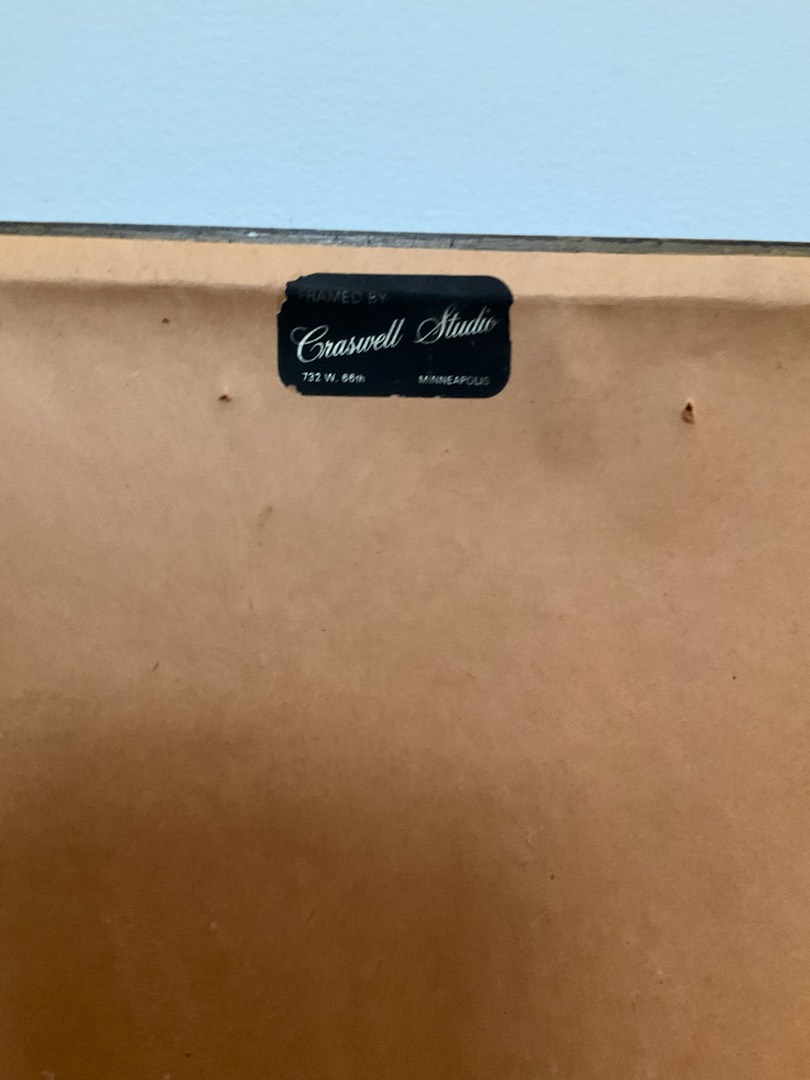 FRAMED BY
Craswell Studio
732 W. 66th MINNEAPOLIS